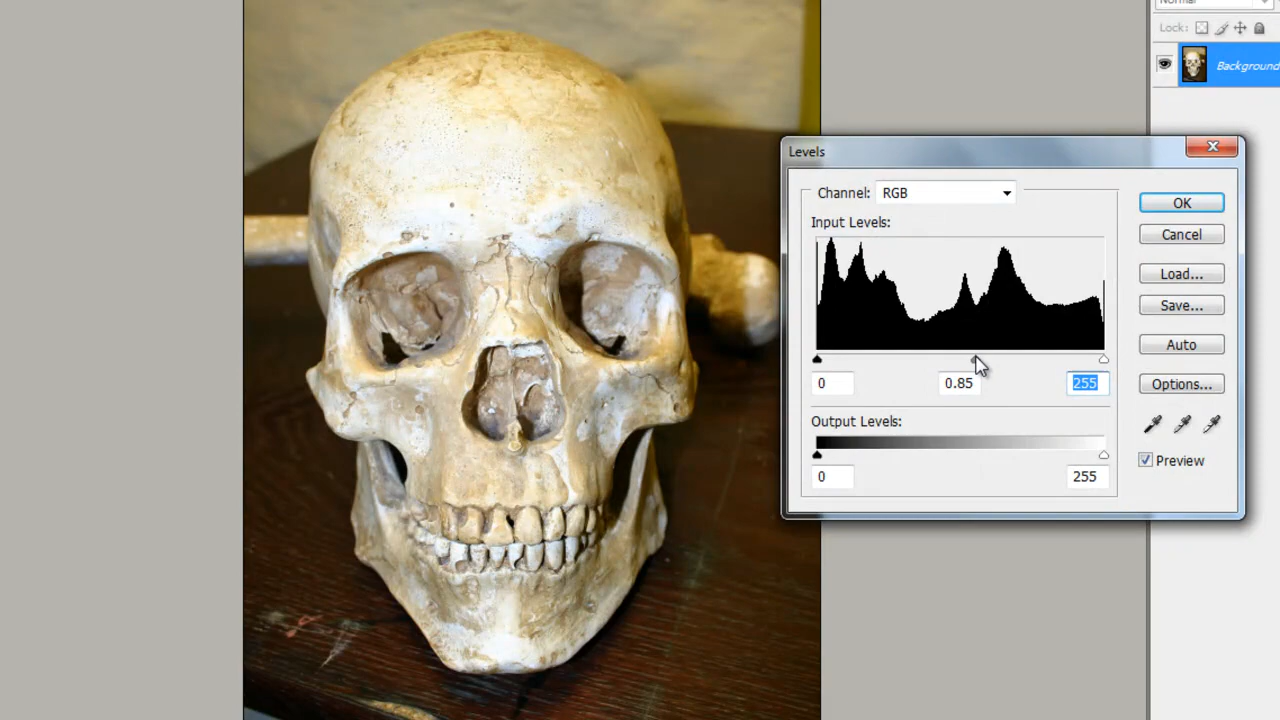 Normal
Lock:
Background
Levels
Channel: RGB
OK
Input Levels:
Cancel
Load...
Save...
Auto
0 0.85 255
Options...
Output Levels:
Preview
0 255